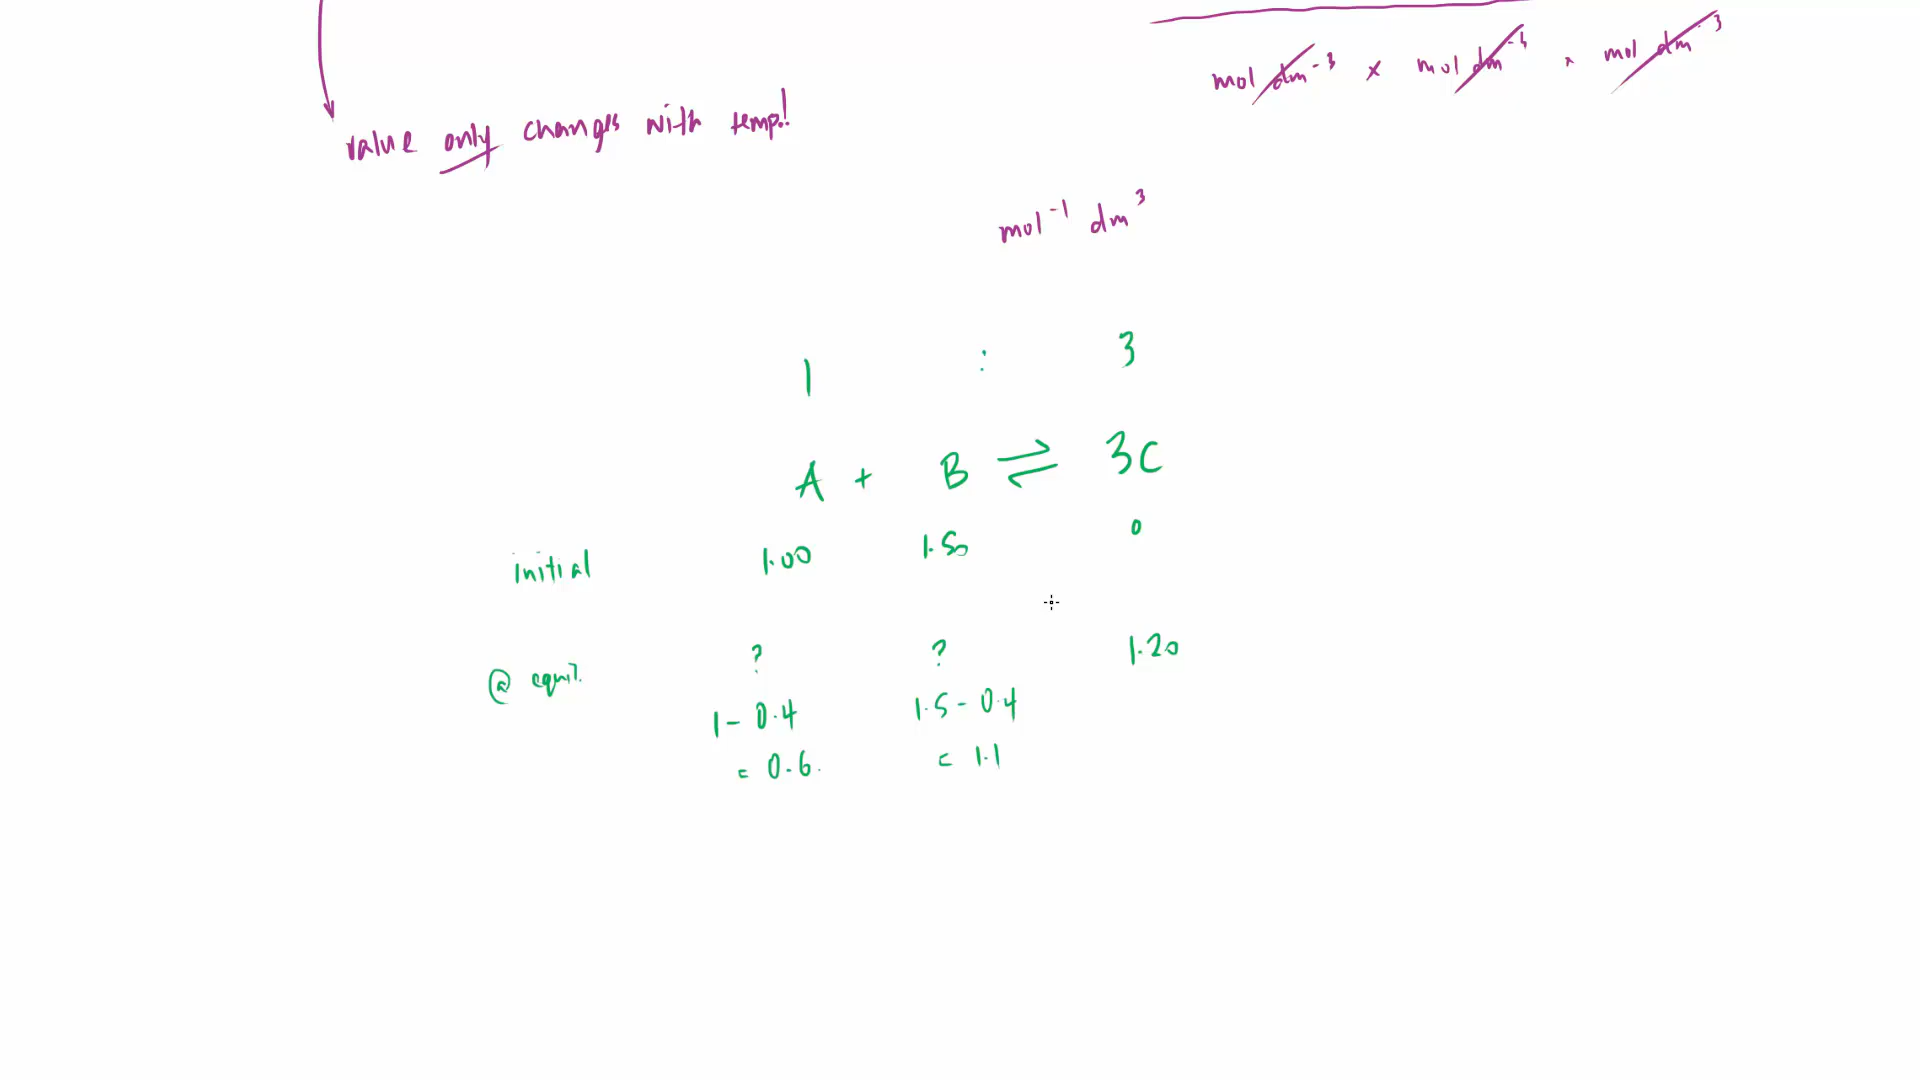 mol dm⁻³ × mol dm⁻³ × mol dm⁻³
value only changes with temp!
mol⁻¹ dm³
1 : 3
A + B ⇌ 3C
initial 1.00 1.50 0
@ equil. ? ? 1.20
1 - 0.4 1.5 - 0.4
= 0.6. = 1.1